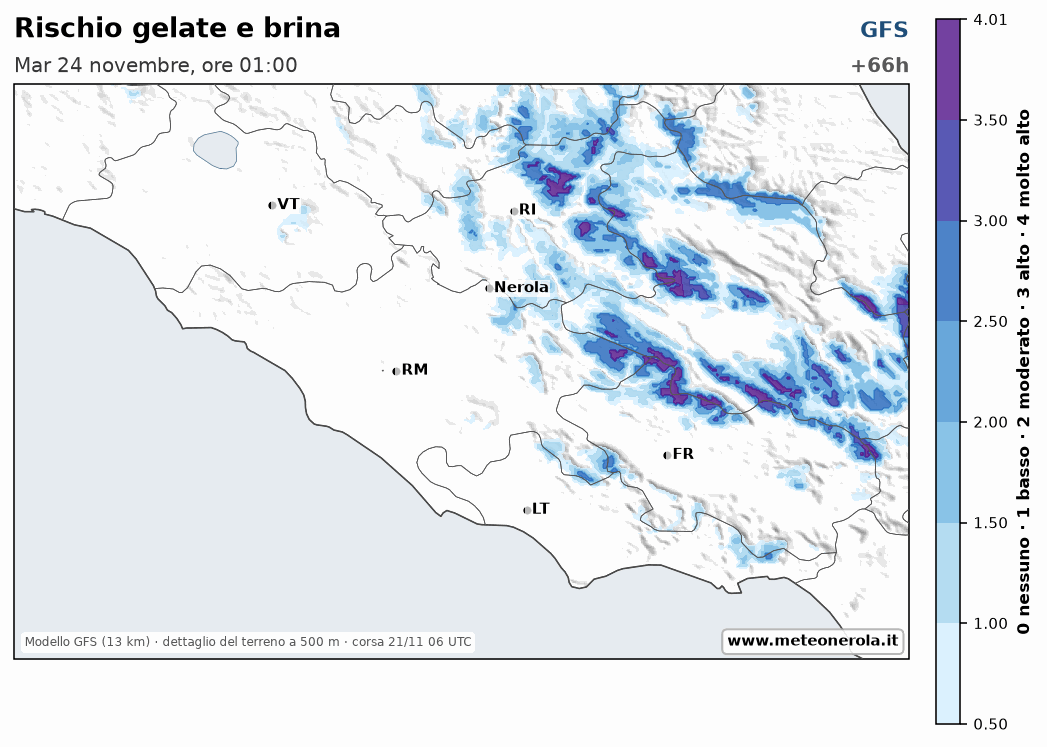 Rischio gelate e brina
GFS
Mar 24 novembre, ore 01:00
+66h
4.01
3.50
3.00
2.50
2.00
1.50
1.00
0.50
0 nessuno · 1 basso · 2 moderato · 3 alto · 4 molto alto
VT
RI
Nerola
RM
FR
LT
Modello GFS (13 km) · dettaglio del terreno a 500 m · corsa 21/11 06 UTC
www.meteonerola.it